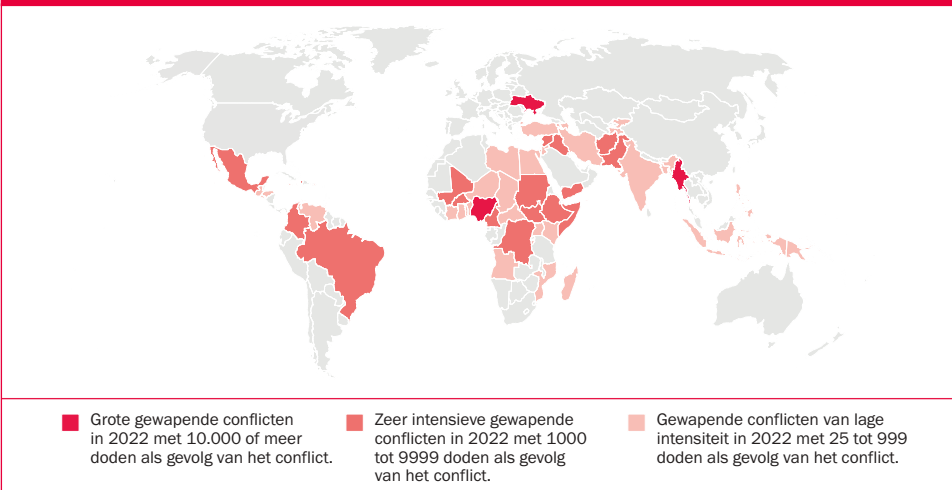 Grote gewapende conflicten
in 2022 met 10.000 of meer
doden als gevolg van het conflict.
Zeer intensieve gewapende
conflicten in 2022 met 1000
tot 9999 doden als gevolg
van het conflict.
Gewapende conflicten van lage
intensiteit in 2022 met 25 tot 999
doden als gevolg van het conflict.